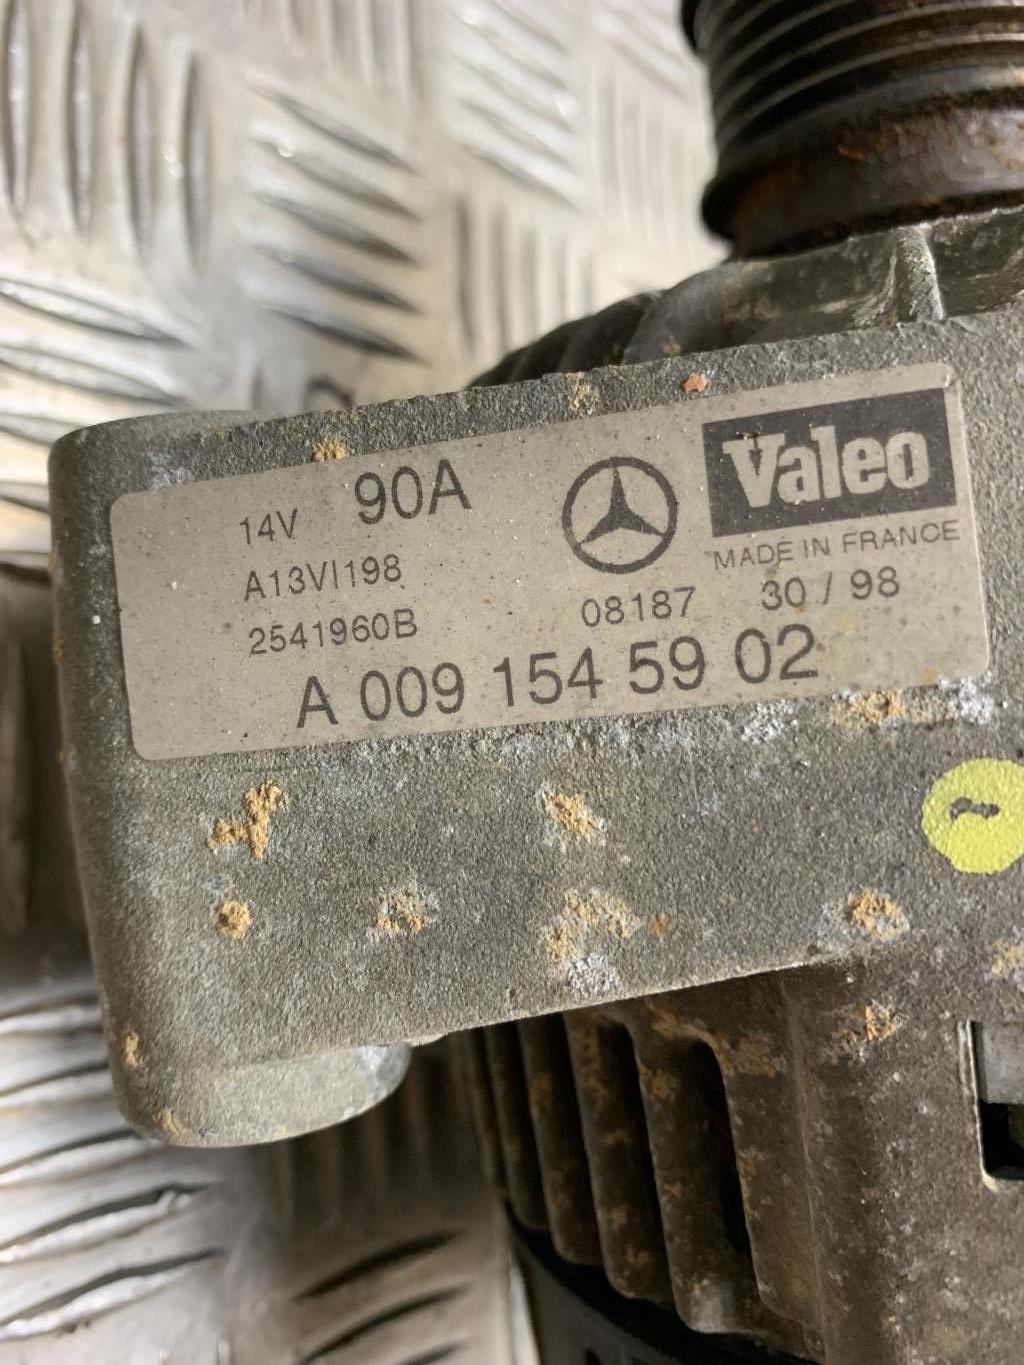 14V 90A
Valeo
A13VI198
MADE IN FRANCE
2541960B
08187 30 / 98
A 009 154 59 02